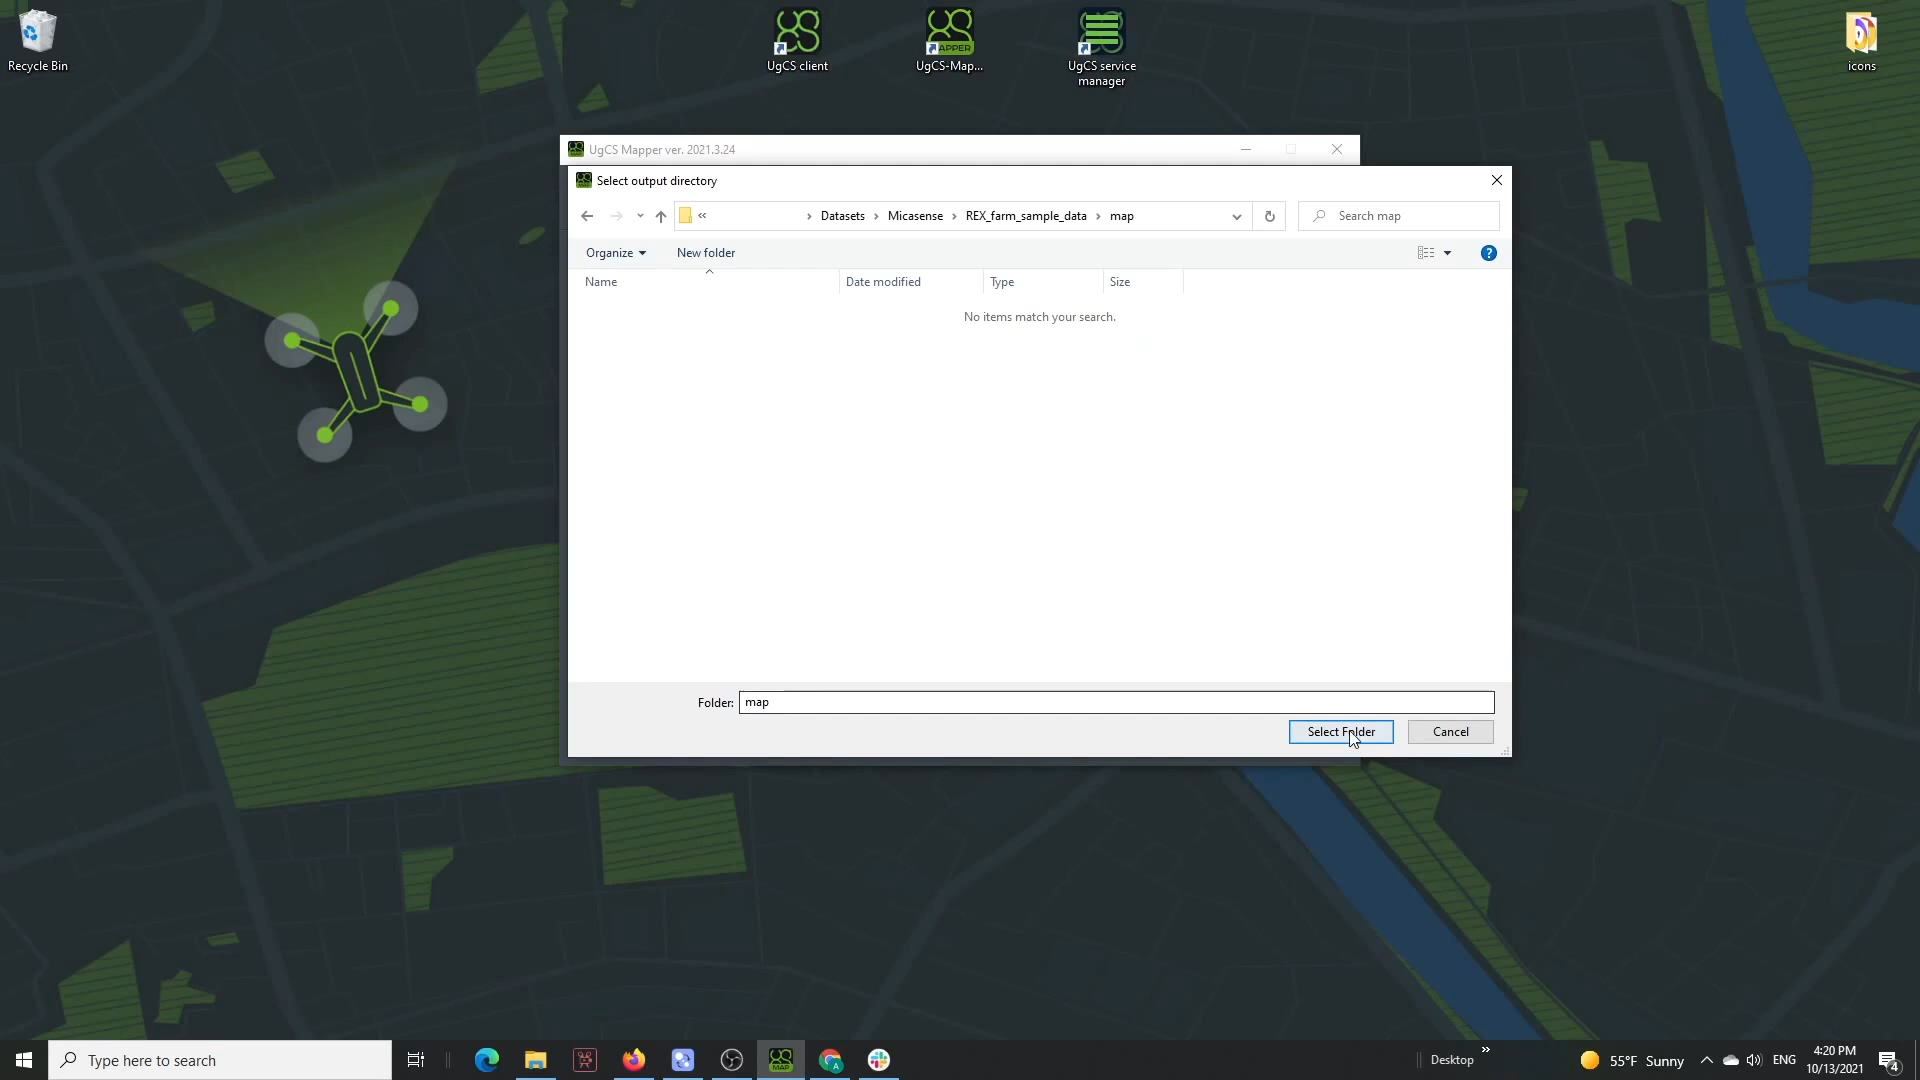 Recycle Bin
UgCS client
APPER
UgCS-Map...
UgCS service
manager
icons
UgCS Mapper ver. 2021.3.24
Select output directory
« › Datasets › Micasense › REX_farm_sample_data › map
Search map
Organize
New folder
?
Name
Date modified
Type
Size
No items match your search.
Folder: map
Select Folder
Cancel
Type here to search
MAP
A
Desktop
»
55°F Sunny
ENG
4:20 PM
10/13/2021
4